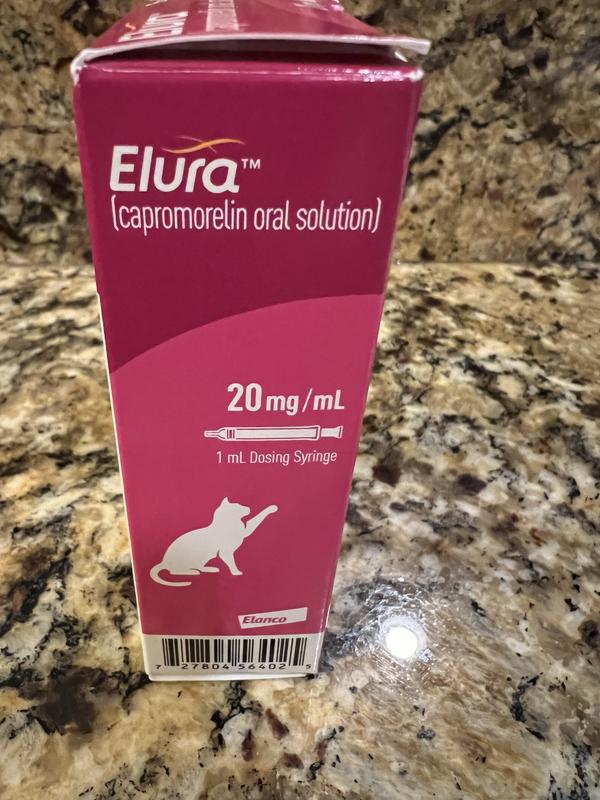 Elura™
(capromorelin oral solution)
20 mg/mL
1 mL Dosing Syringe
Elanco
7 27804 56402 5